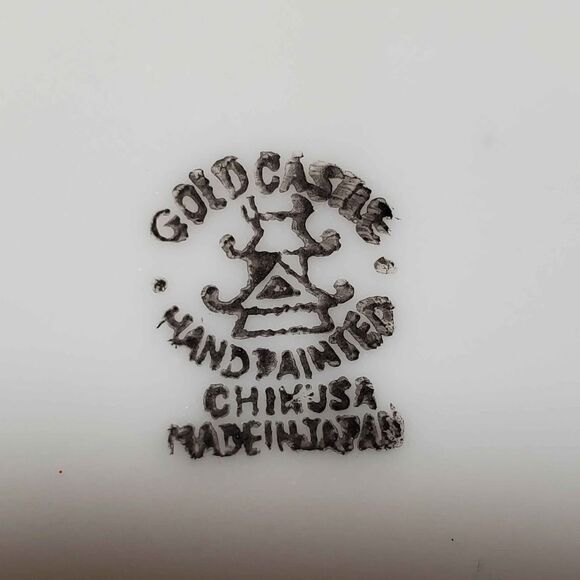 GOLD CASTLE
HAND PAINTED
CHIKUSA
MADE IN JAPAN